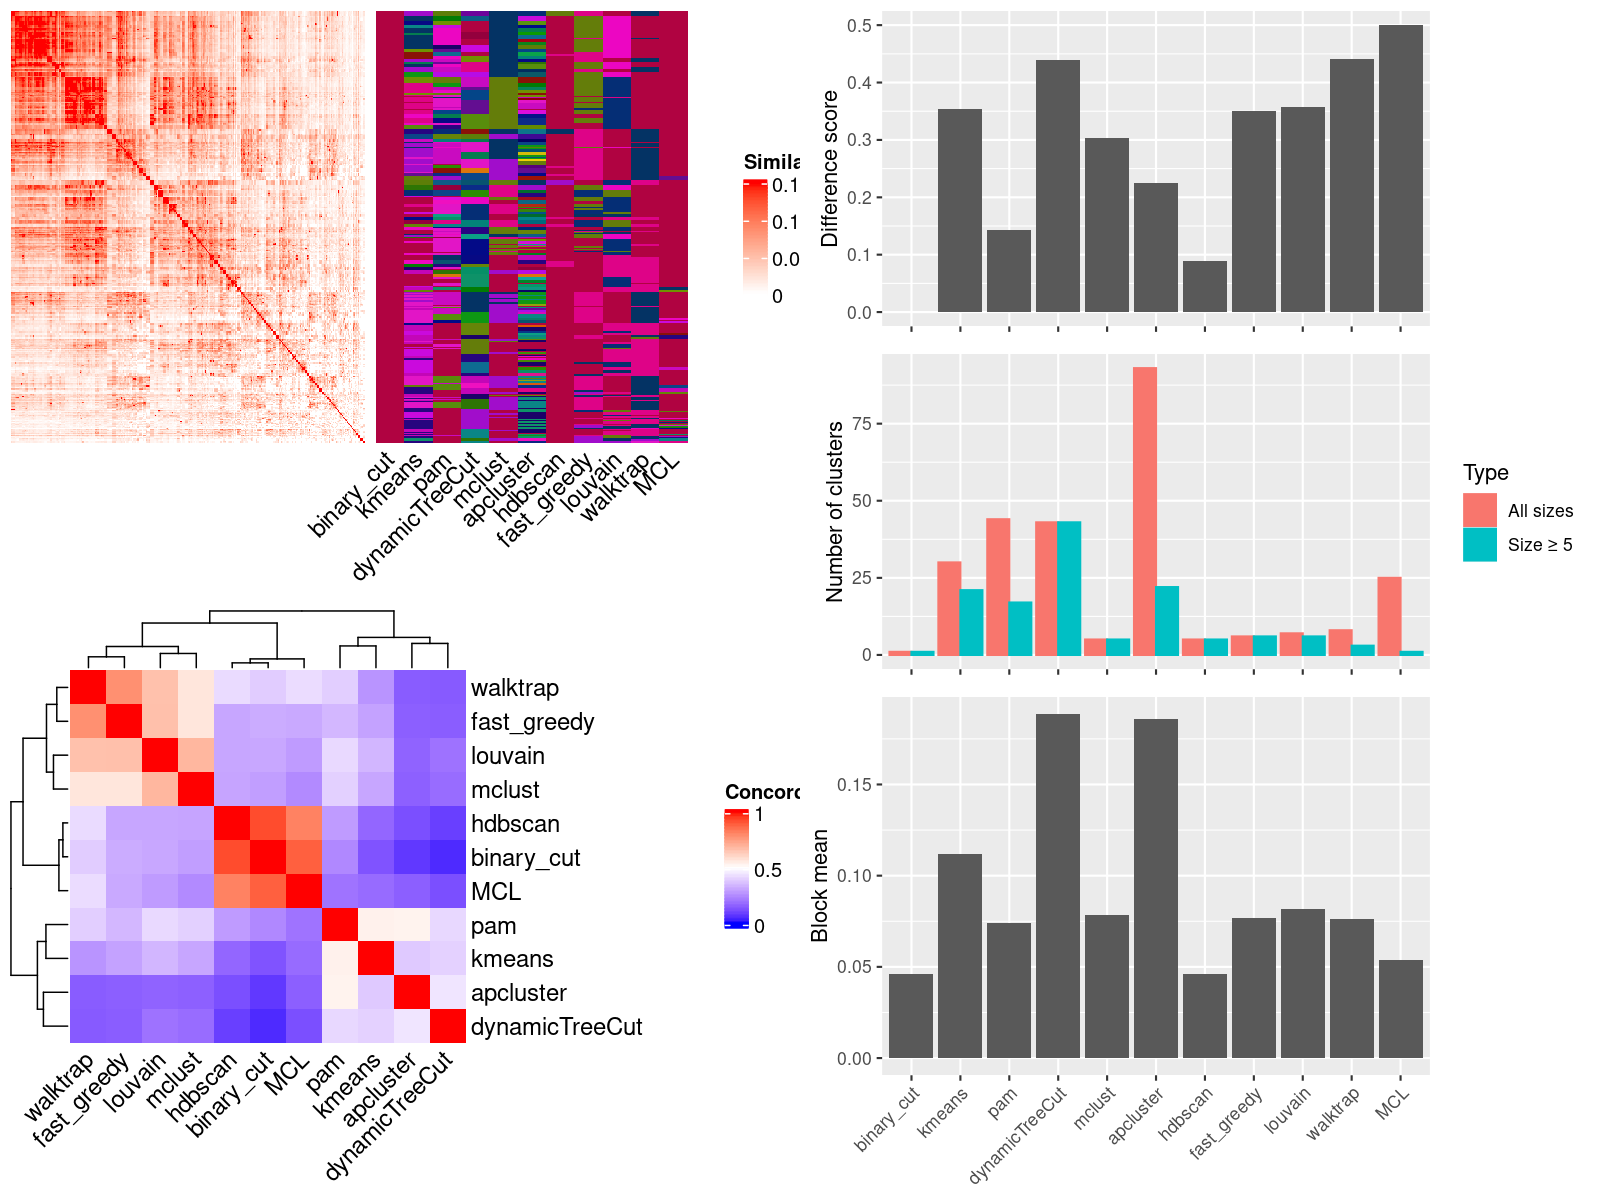 Simila
0.1
0.1
0.0
0
binary_cut
kmeans
pam
dynamicTreeCut
mclust
apcluster
hdbscan
fast_greedy
louvain
walktrap
MCL
Difference score
0.5
0.4
0.3
0.2
0.1
0.0
Number of clusters
75
50
25
0
Type
All sizes
Size ≥ 5
Block mean
0.15
0.10
0.05
0.00
binary_cut
kmeans
pam
dynamicTreeCut
mclust
apcluster
hdbscan
fast_greedy
louvain
walktrap
MCL
walktrap
fast_greedy
louvain
mclust
hdbscan
binary_cut
MCL
pam
kmeans
apcluster
dynamicTreeCut
walktrap
fast_greedy
louvain
mclust
hdbscan
binary_cut
MCL
pam
kmeans
apcluster
dynamicTreeCut
Concord
1
0.5
0